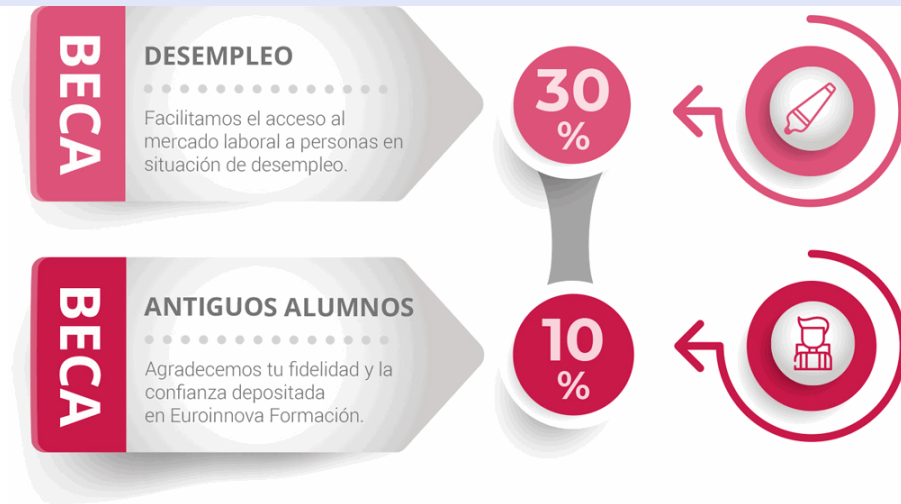 BECA
DESEMPLEO
Facilitamos el acceso al
mercado laboral a personas en
situación de desempleo.
30
%
BECA
ANTIGUOS ALUMNOS
Agradecemos tu fidelidad y la
confianza depositada
en Euroinnova Formación.
10
%